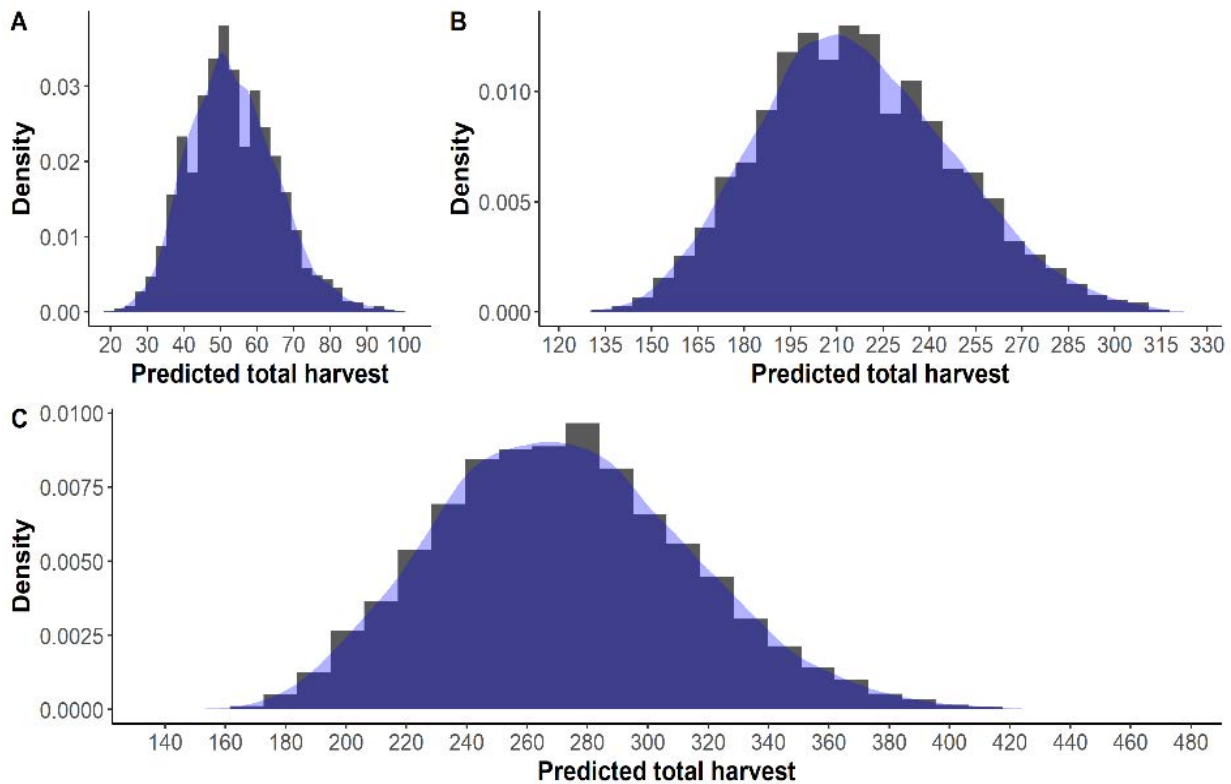 A
Density
0.03
0.02
0.01
0.00
20 30 40 50 60 70 80 90 100
Predicted total harvest
B
Density
0.010
0.005
0.000
120 135 150 165 180 195 210 225 240 255 270 285 300 315 330
Predicted total harvest
C
Density
0.0100
0.0075
0.0050
0.0025
0.0000
140 160 180 200 220 240 260 280 300 320 340 360 380 400 420 440 460 480
Predicted total harvest